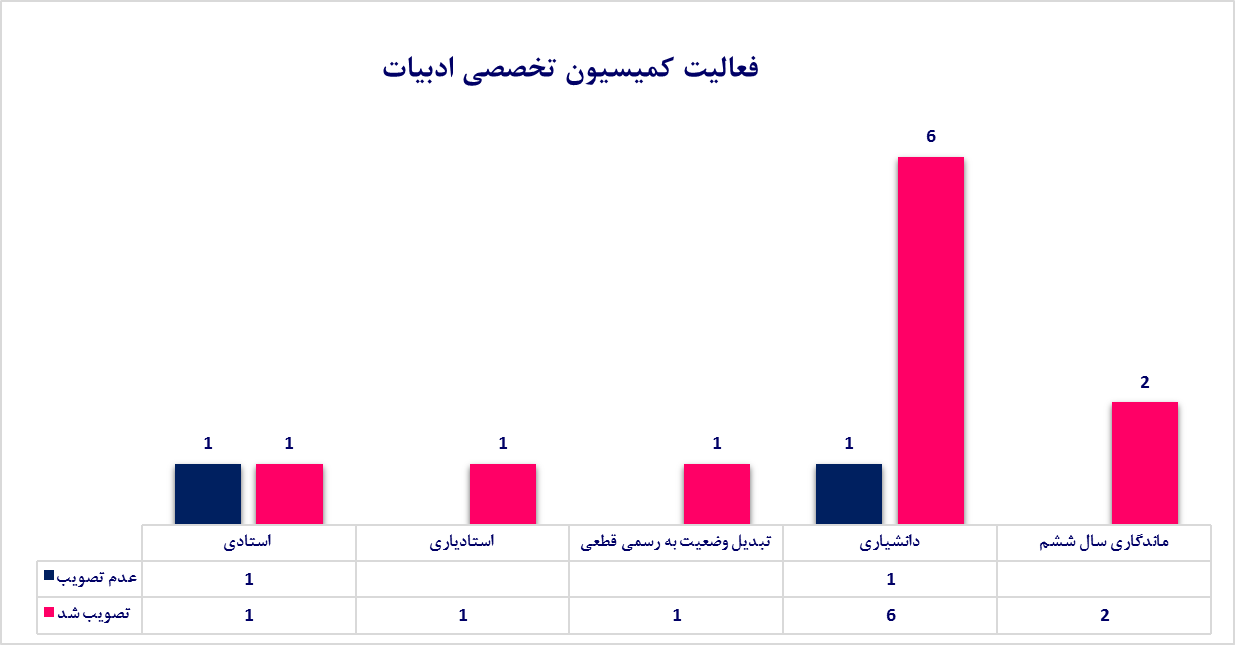 فعالیت کمیسیون تخصصی ادبیات
6
2
1 1 1 1 1
استادی استادیاری تبدیل وضعیت به رسمی قطعی دانشیاری ماندگاری سال ششم
عدم تصویب 1 1
تصویب شد 1 1 1 6 2